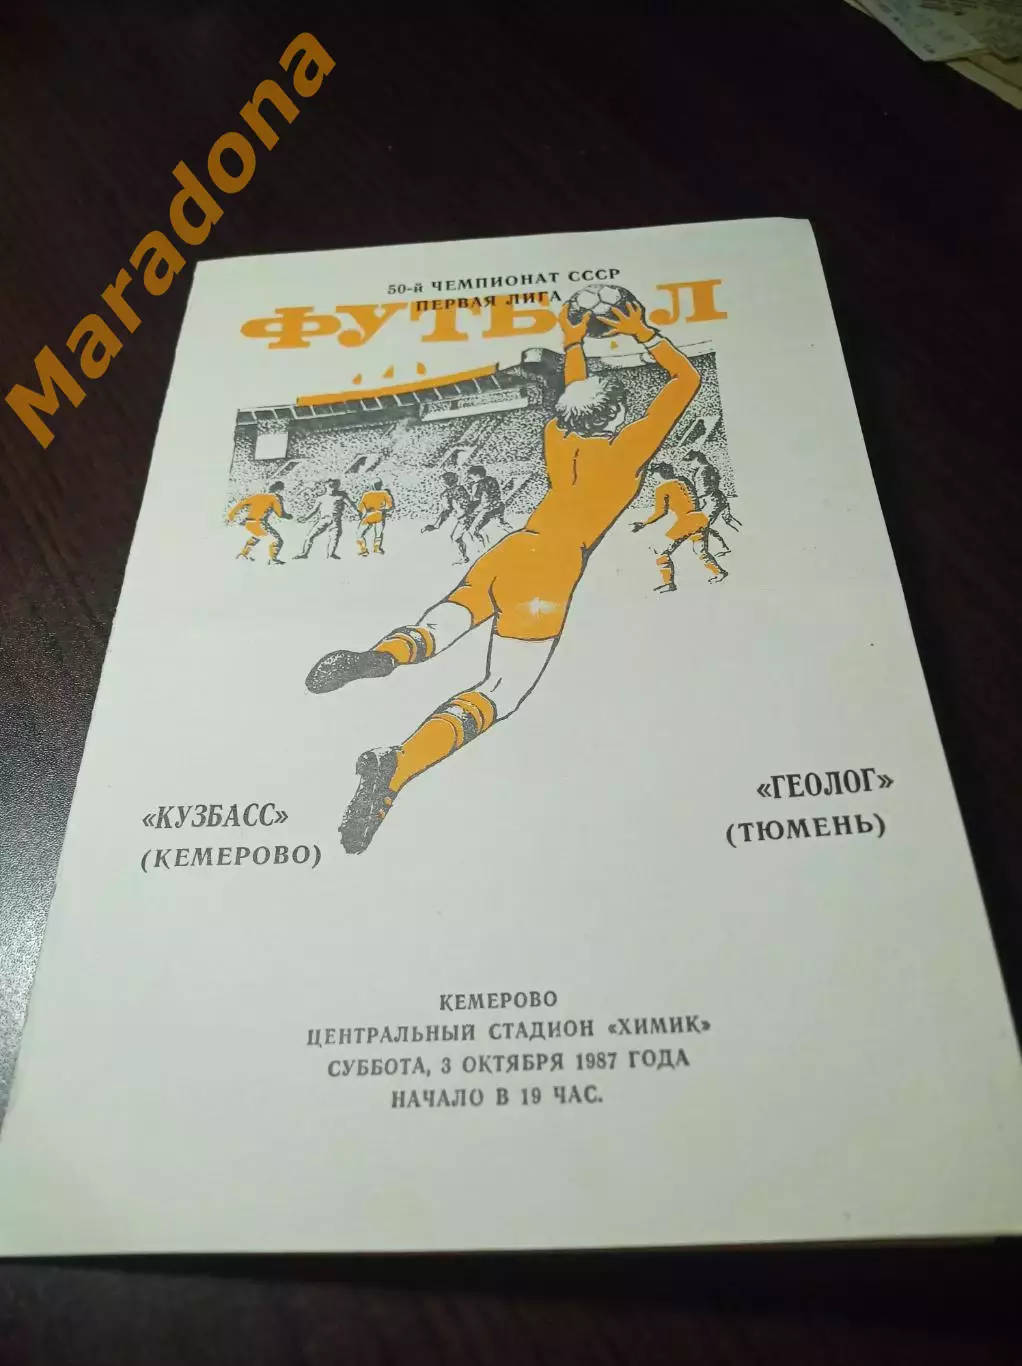 Maradona
50-й ЧЕМПИОНАТ СССР
ПЕРВАЯ ЛИГА
ФУТБОЛ
«КУЗБАСС»
(КЕМЕРОВО)
«ГЕОЛОГ»
(ТЮМЕНЬ)
КЕМЕРОВО
ЦЕНТРАЛЬНЫЙ СТАДИОН «ХИМИК»
СУББОТА, 3 ОКТЯБРЯ 1987 ГОДА
НАЧАЛО В 19 ЧАС.